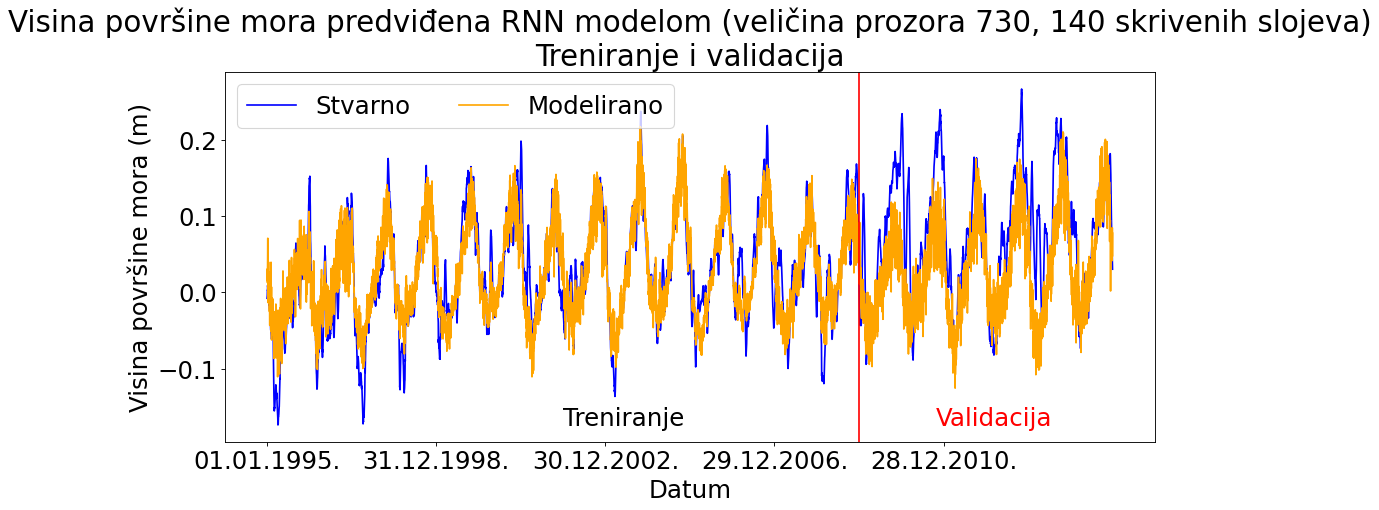 Visina površine mora predviđena RNN modelom (veličina prozora 730, 140 skrivenih slojeva)
Treniranje i validacija
Stvarno
Modelirano
Visina površine mora (m)
0.2
0.1
0.0
−0.1
Treniranje
Validacija
01.01.1995.
31.12.1998.
30.12.2002.
29.12.2006.
28.12.2010.
Datum